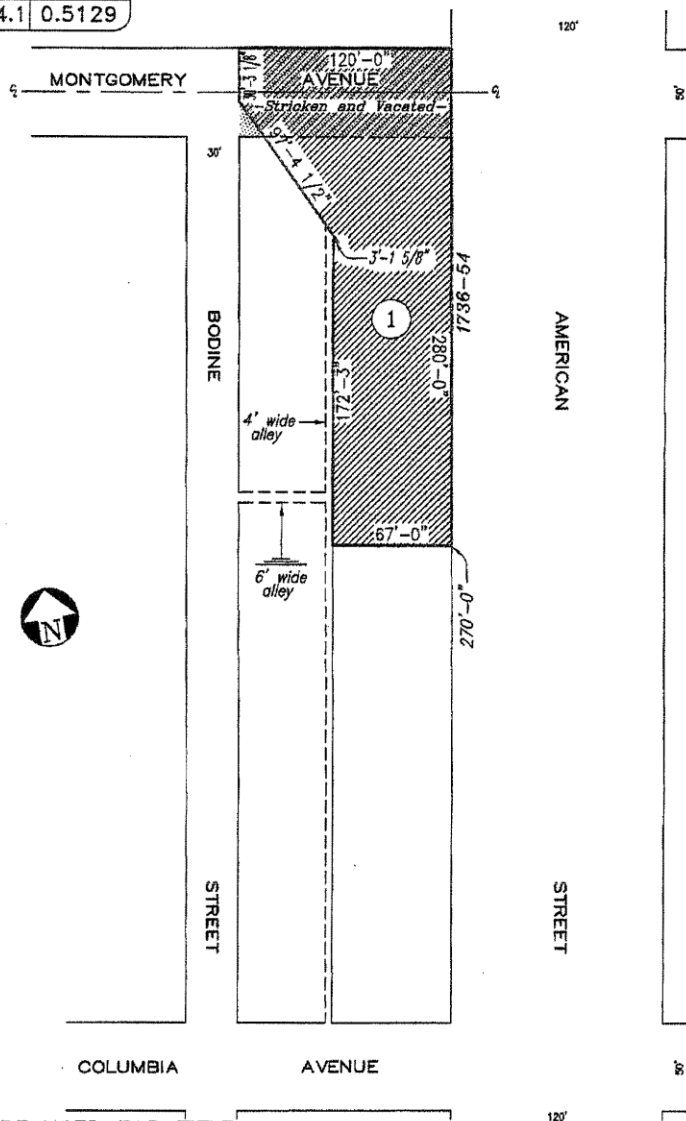 4.1 0.5129
120'
MONTGOMERY AVENUE
120'-0"
-Stricken and Vacated-
50'
30'
97'-4 1/2"
3'-1 5/8"
1
1736-54
280'-0"
172'-3"
BODINE
AMERICAN
4' wide
alley
67'-0"
6' wide
alley
270'-0"
N
STREET
STREET
COLUMBIA AVENUE
50'
120'